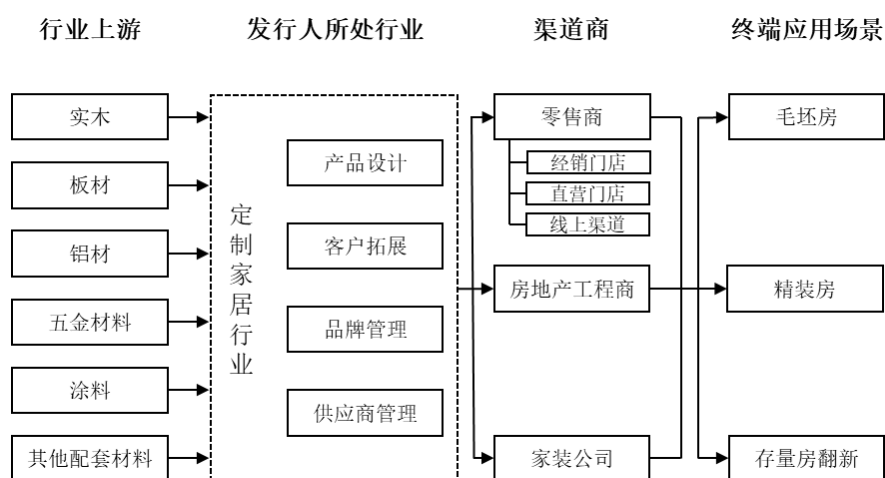 行业上游
发行人所处行业
渠道商
终端应用场景
实木
板材
铝材
五金材料
涂料
其他配套材料
定制家居行业
产品设计
客户拓展
品牌管理
供应商管理
零售商
经销门店
直营门店
线上渠道
房地产工程商
家装公司
毛坯房
精装房
存量房翻新